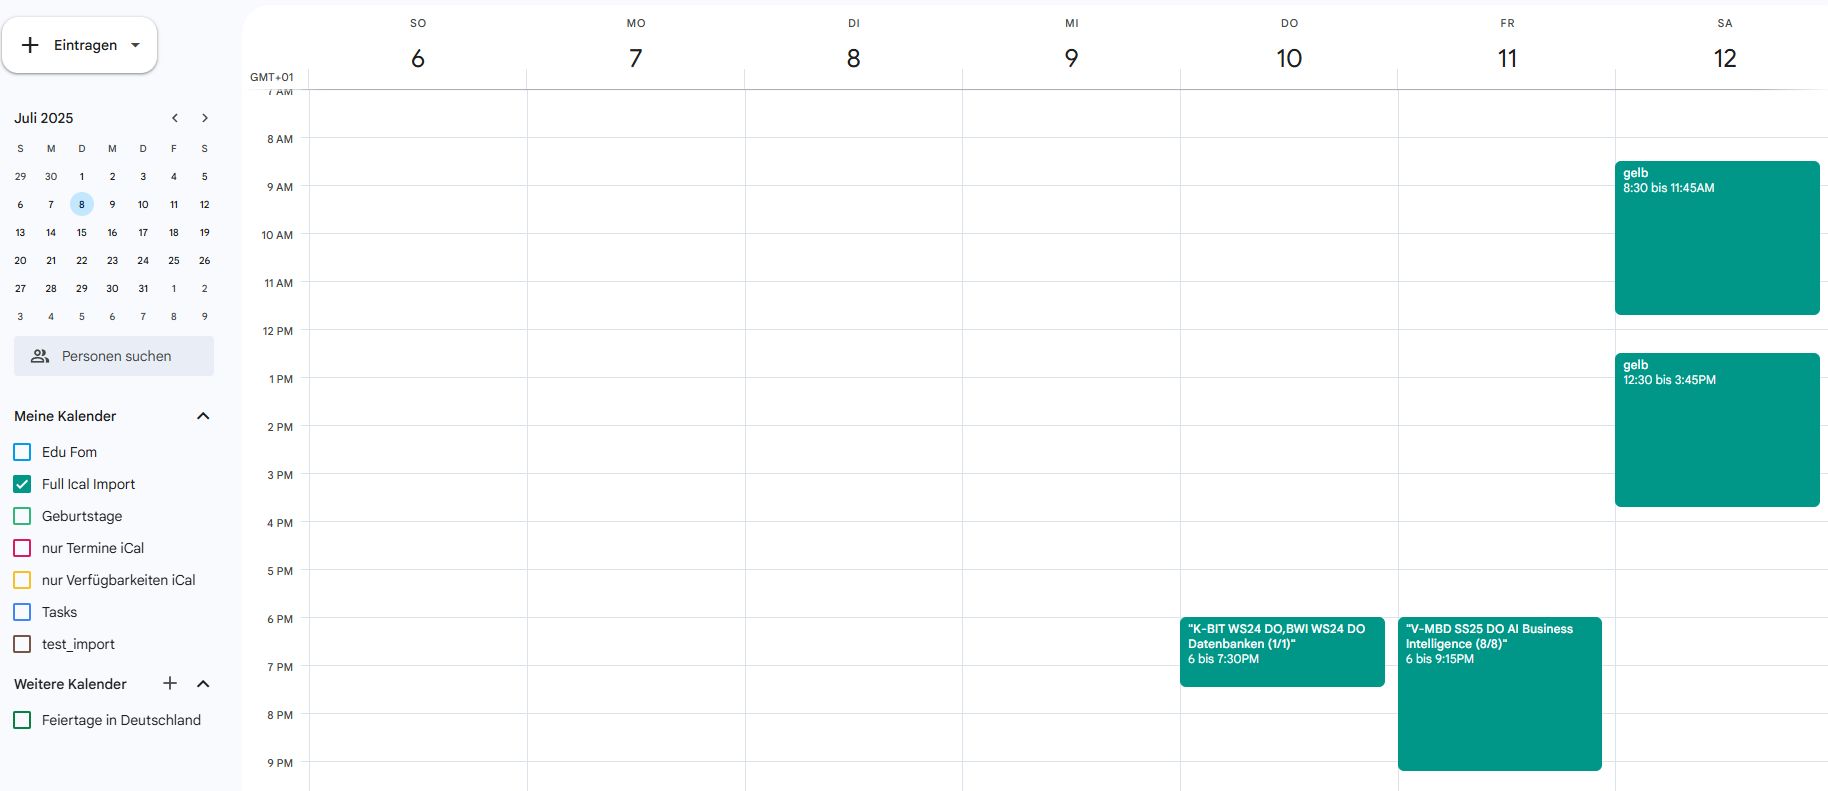 Eintragen
Juli 2025
S M D M D F S
29 30 1 2 3 4 5
6 7 8 9 10 11 12
13 14 15 16 17 18 19
20 21 22 23 24 25 26
27 28 29 30 31 1 2
3 4 5 6 7 8 9
Personen suchen
Meine Kalender
Edu Fom
Full Ical Import
Geburtstage
nur Termine iCal
nur Verfügbarkeiten iCal
Tasks
test_import
Weitere Kalender
Feiertage in Deutschland
SO MO DI MI DO FR SA
6 7 8 9 10 11 12
GMT+01
7 AM
8 AM
9 AM
10 AM
11 AM
12 PM
1 PM
2 PM
3 PM
4 PM
5 PM
6 PM
7 PM
8 PM
9 PM
"K-BIT WS24 DO,BWI WS24 DO
Datenbanken (1/1)"
6 bis 7:30PM
"V-MBD SS25 DO AI Business
Intelligence (8/8)"
6 bis 9:15PM
gelb
8:30 bis 11:45AM
gelb
12:30 bis 3:45PM